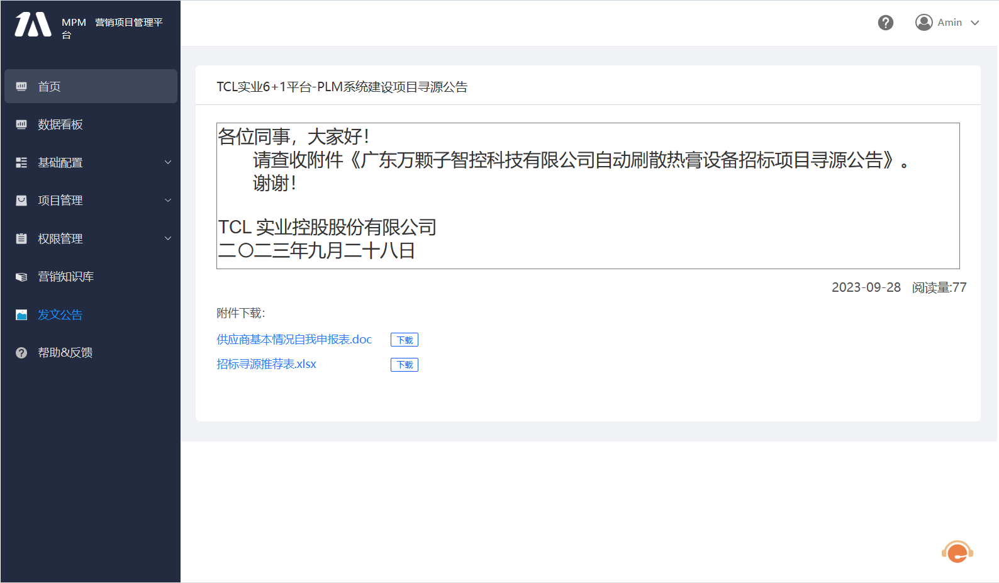 MPM 营销项目管理平
台
Amin
首页
数据看板
基础配置
项目管理
权限管理
营销知识库
发文公告
帮助&反馈
TCL实业6+1平台-PLM系统建设项目寻源公告
各位同事，大家好！
请查收附件《广东万颗子智控科技有限公司自动刷散热膏设备招标项目寻源公告》。
谢谢！
TCL 实业控股股份有限公司
二〇二三年九月二十八日
2023-09-28 阅读量:77
附件下载：
供应商基本情况自我申报表.doc 下载
招标寻源推荐表.xlsx 下载